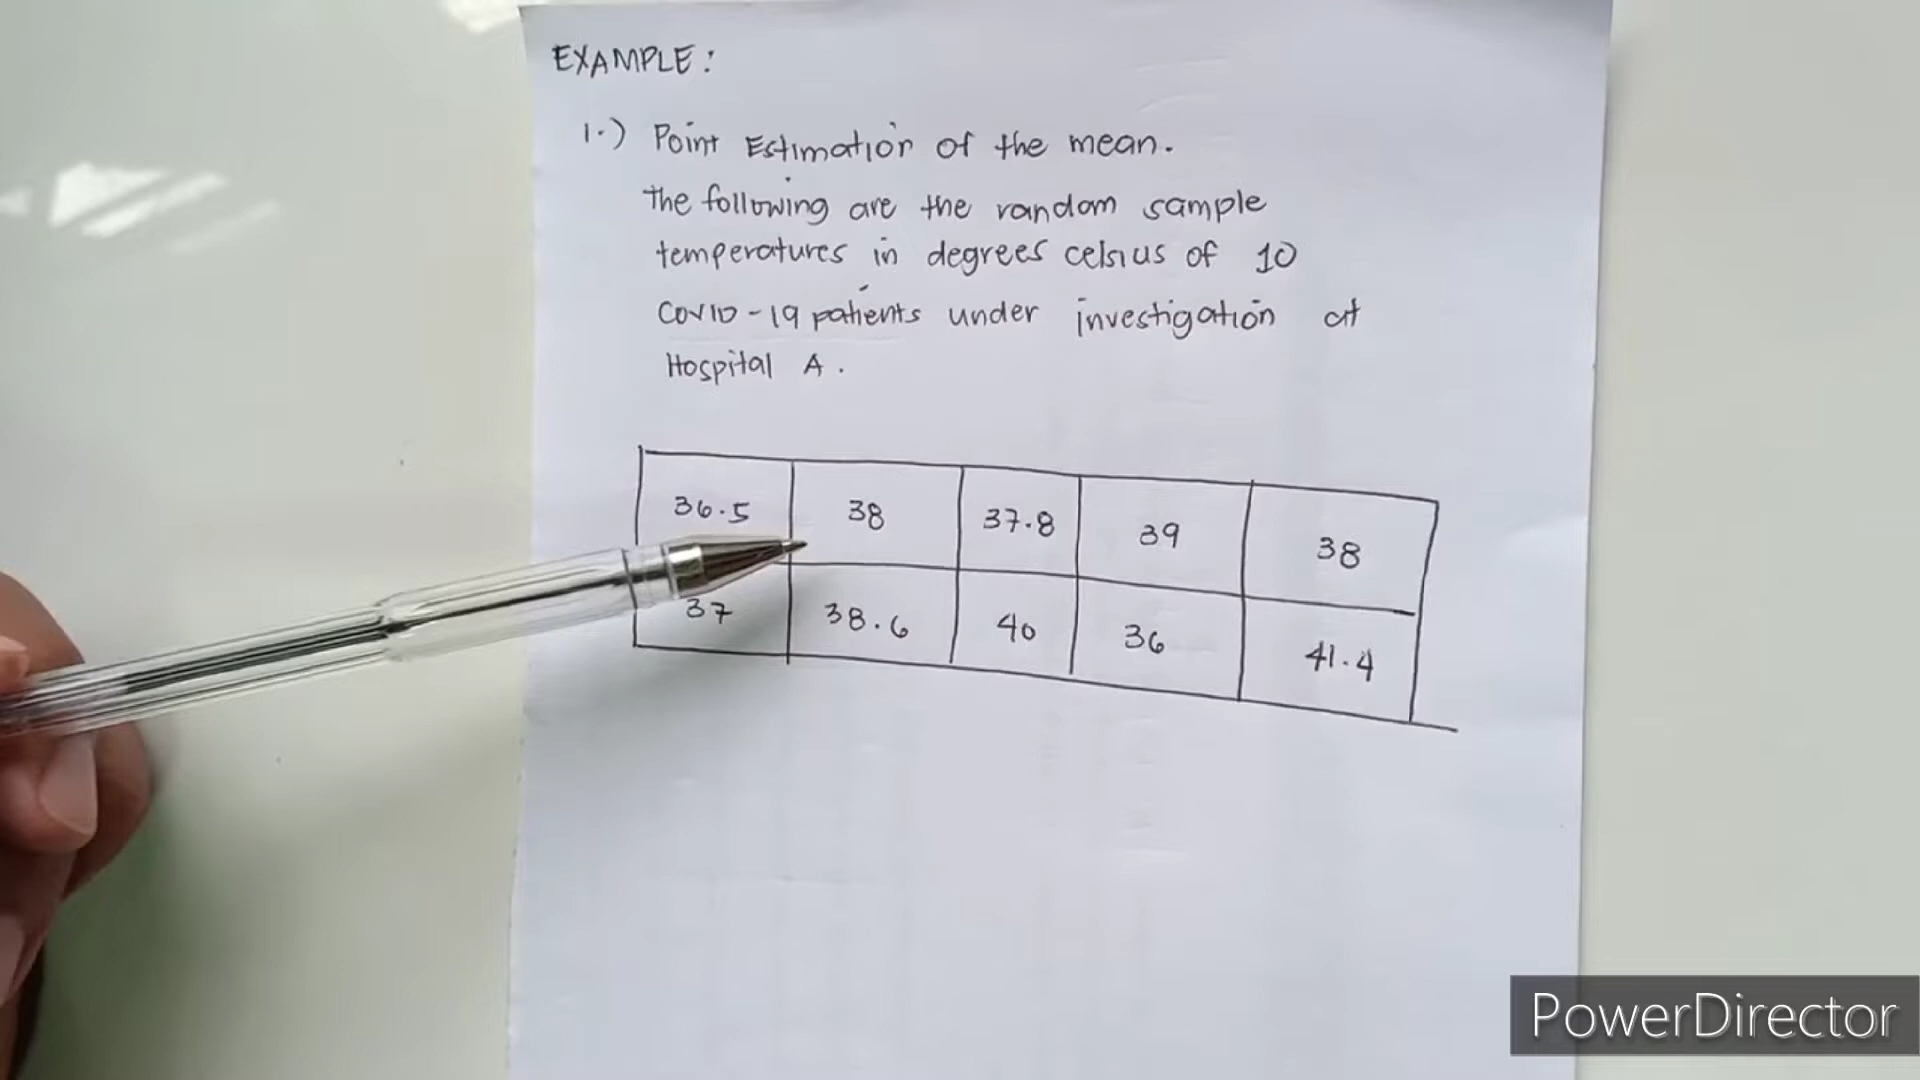 EXAMPLE:
1.) Point Estimation of the mean.
The following are the random sample
temperatures in degrees celsius of 10
COVID-19 patients under investigation at
Hospital A.
36.5 38 37.8 39 38
37 38.6 40 36 41.4
PowerDirector